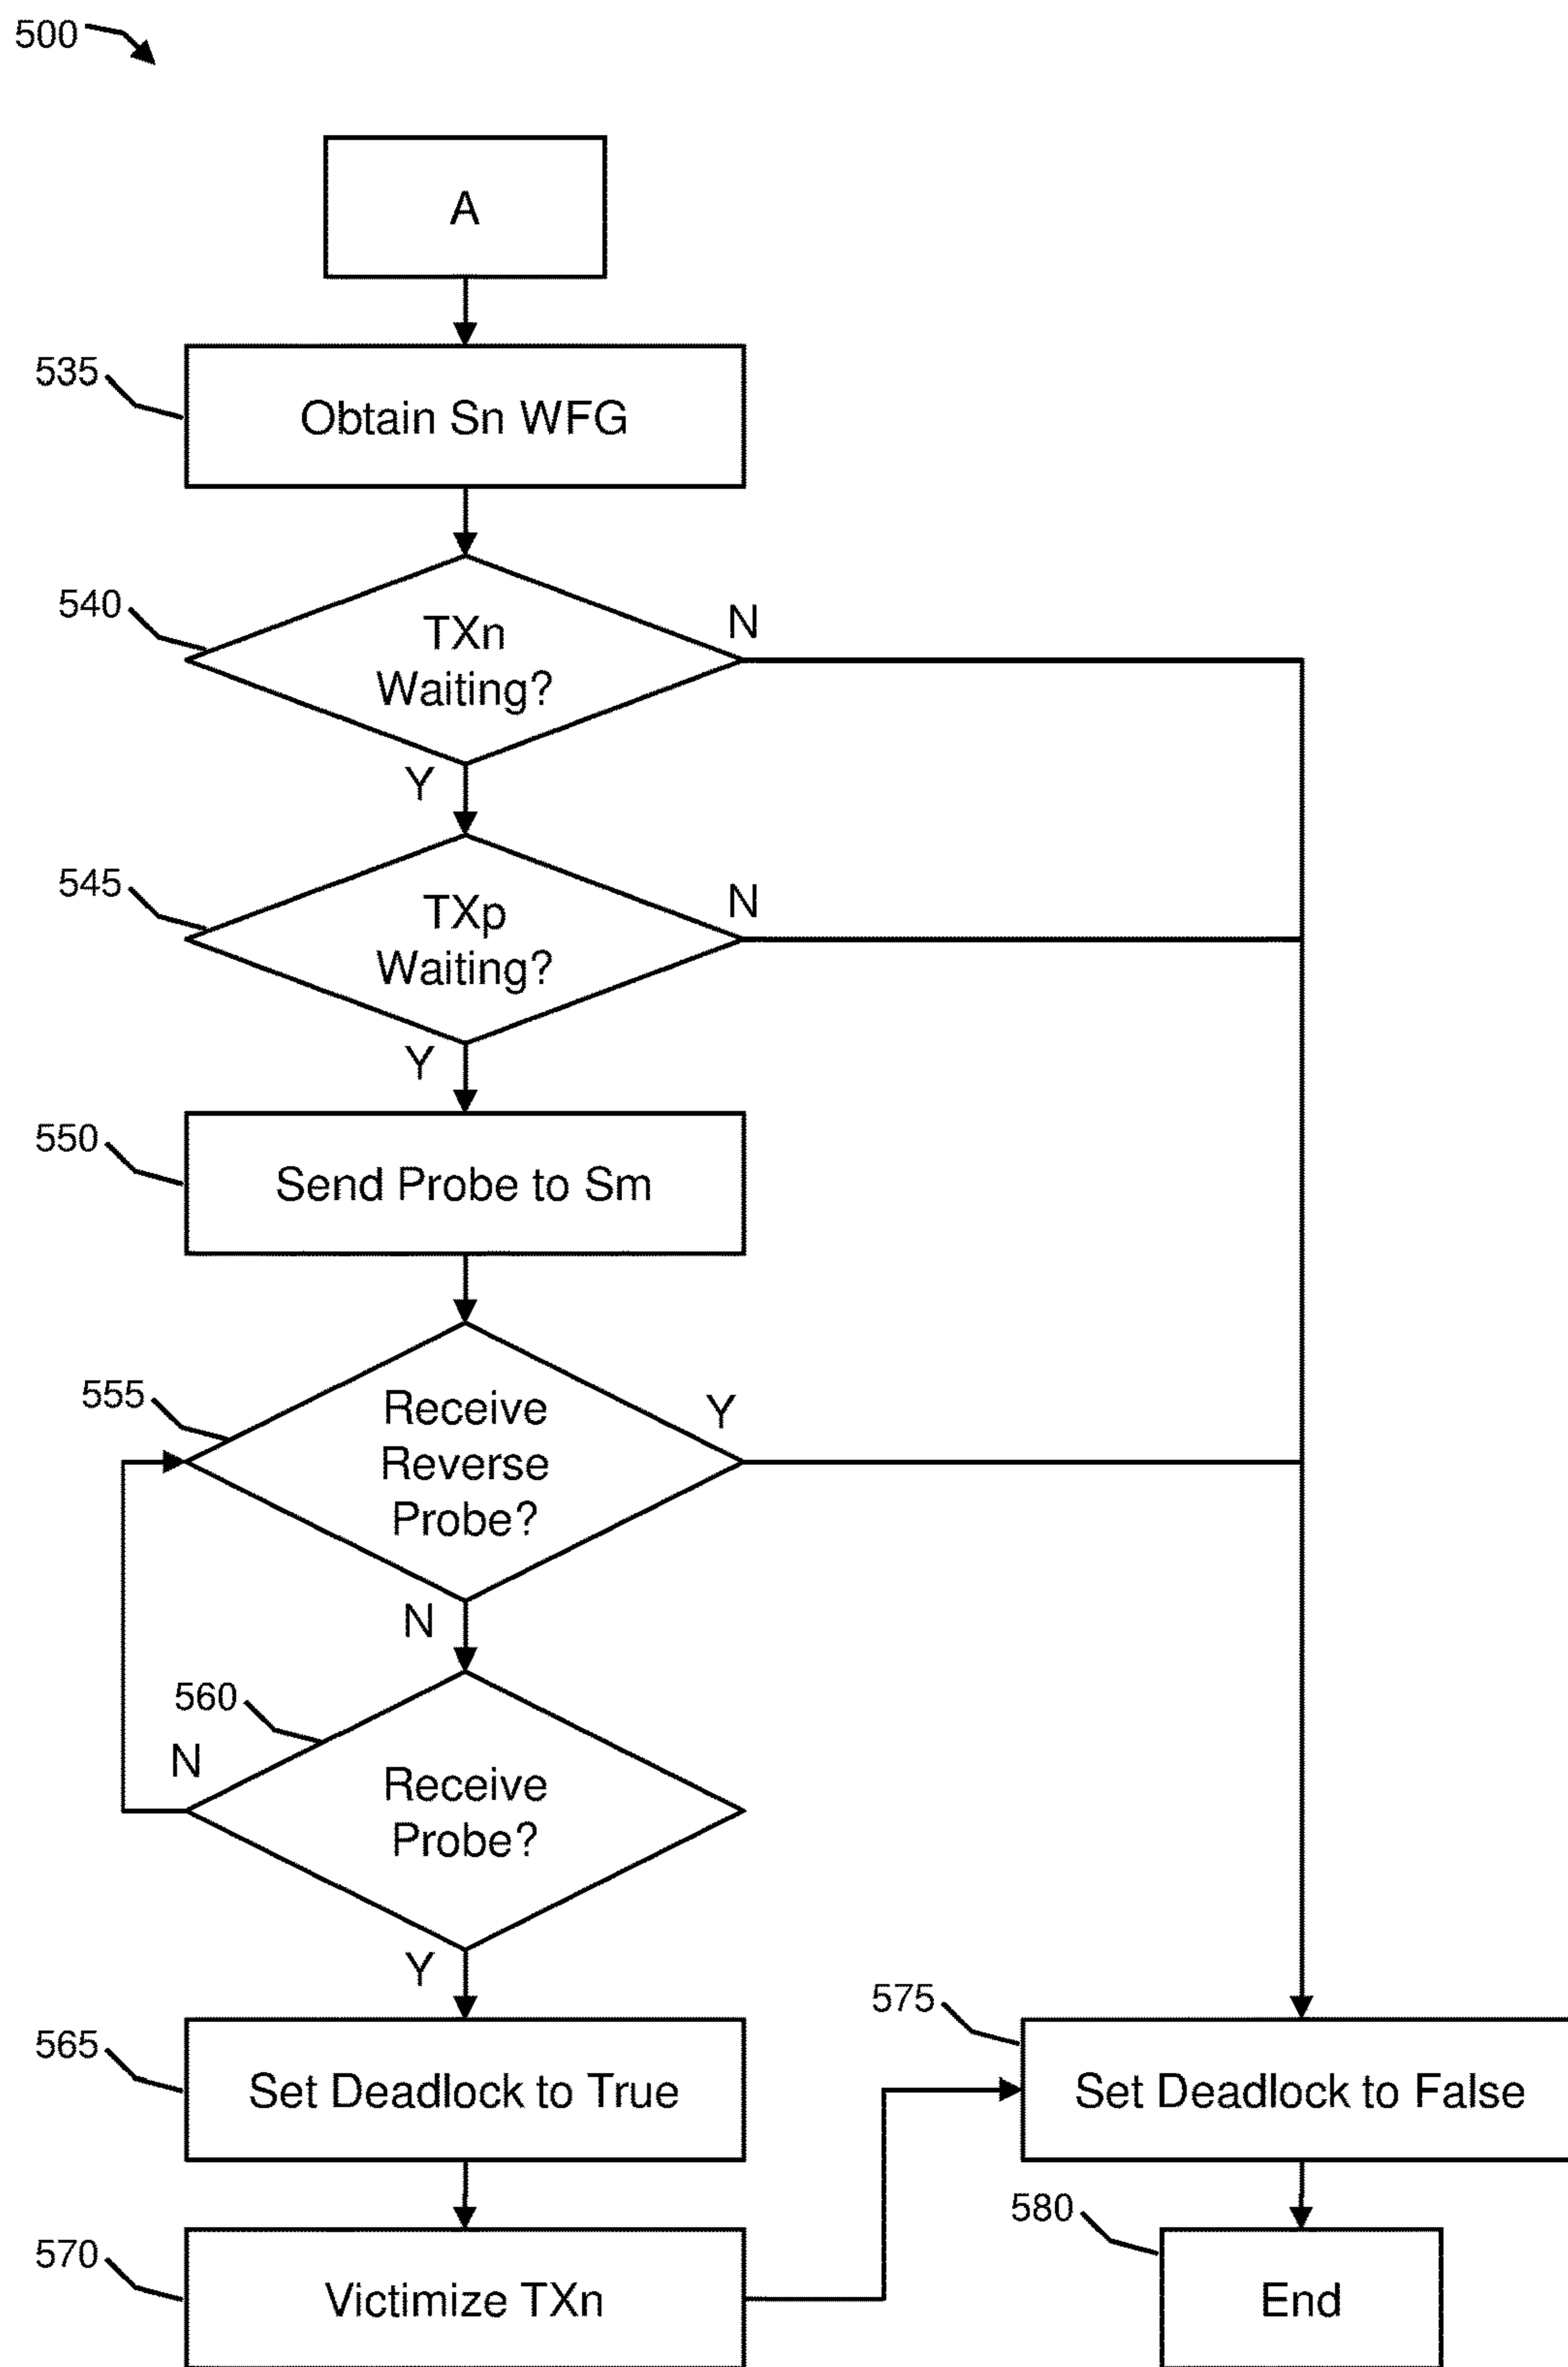 500
A
535
Obtain Sn WFG
540
TXn
Waiting?
N
Y
545
TXp
Waiting?
N
Y
550
Send Probe to Sm
555
Receive
Reverse
Probe?
Y
N
560
N
Receive
Probe?
Y
565
Set Deadlock to True
575
Set Deadlock to False
570
Victimize TXn
580
End